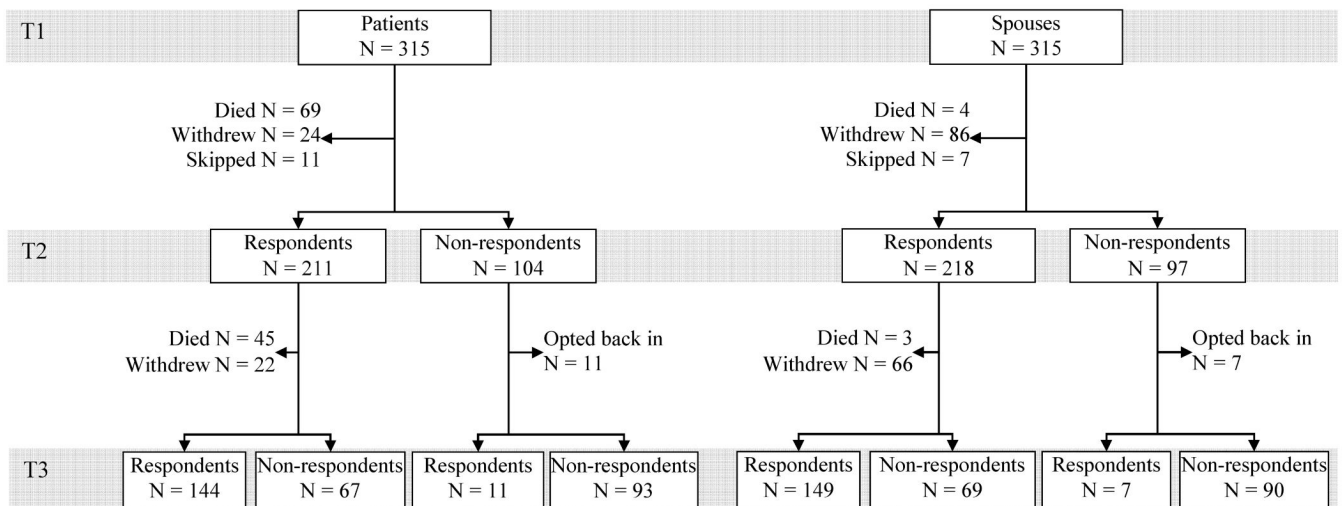 T1
Patients
N = 315
Spouses
N = 315
Died N = 69
Withdrew N = 24
Skipped N = 11
Died N = 4
Withdrew N = 86
Skipped N = 7
T2
Respondents
N = 211
Non-respondents
N = 104
Respondents
N = 218
Non-respondents
N = 97
Died N = 45
Withdrew N = 22
Opted back in
N = 11
Died N = 3
Withdrew N = 66
Opted back in
N = 7
T3
Respondents
N = 144
Non-respondents
N = 67
Respondents
N = 11
Non-respondents
N = 93
Respondents
N = 149
Non-respondents
N = 69
Respondents
N = 7
Non-respondents
N = 90